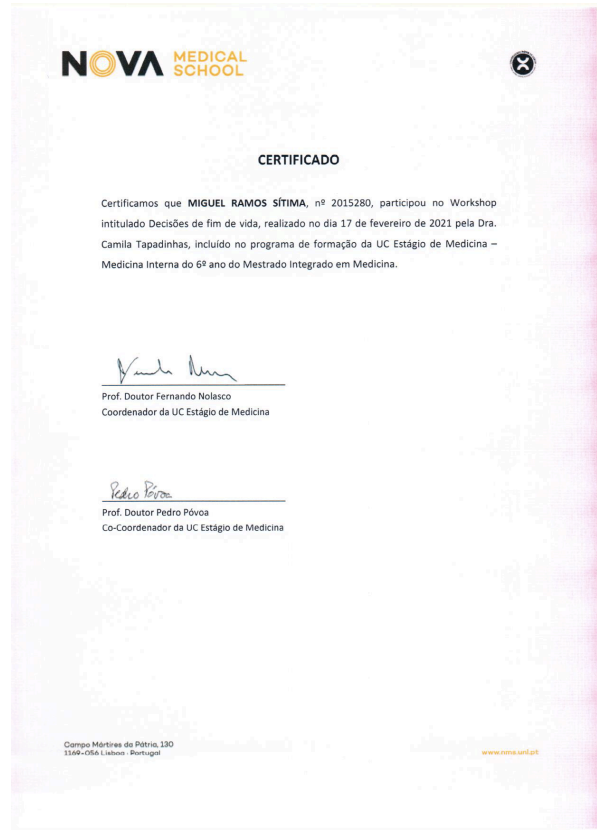 NOVA MEDICAL
SCHOOL
CERTIFICADO
Certificamos que MIGUEL RAMOS SÍTIMA, nº 2015280, participou no Workshop
intitulado Decisões de fim de vida, realizado no dia 17 de fevereiro de 2021 pela Dra.
Camila Tapadinhas, incluído no programa de formação da UC Estágio de Medicina –
Medicina Interna do 6º ano do Mestrado Integrado em Medicina.
Prof. Doutor Fernando Nolasco
Coordenador da UC Estágio de Medicina
Pedro Póvoa
Prof. Doutor Pedro Póvoa
Co-Coordenador da UC Estágio de Medicina
Campo Mártires da Pátria, 130
1169-056 Lisboa - Portugal
www.nms.unl.pt